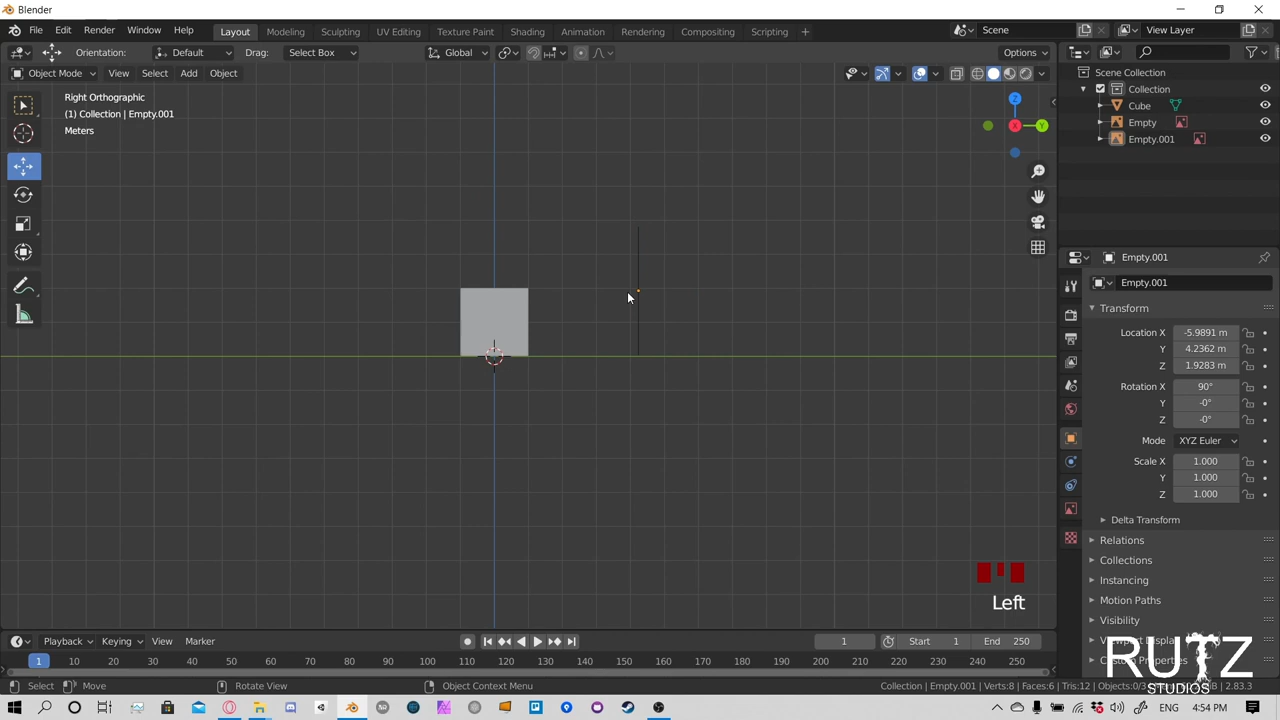 Blender
File Edit Render Window Help Layout Modeling Sculpting UV Editing Texture Paint Shading Animation Rendering Compositing Scripting + Scene View Layer
Orientation: Default Drag: Select Box Global Options
Object Mode View Select Add Object
Right Orthographic
(1) Collection | Empty.001
Meters
Z
X
Y
Scene Collection
Collection
Cube
Empty
Empty.001
Empty.001
Empty.001
Transform
Location X -5.9891 m
Y 4.2362 m
Z 1.9283 m
Rotation X 90°
Y -0°
Z -0°
Mode XYZ Euler
Scale X 1.000
Y 1.000
Z 1.000
Delta Transform
Relations
Collections
Instancing
Motion Paths
Visibility
Left
RUTZ
STUDIOS
Playback Keying View Marker 1 Start 1 End 250
1 10 20 30 40 50 60 70 80 90 100 110 120 130 140 150 160 170 180 190 200 210 220 230 240 250
Select Move Rotate View Object Context Menu Collection | Empty.001 | Verts:8 | Faces:6 | Tris:12 | Objects:0/3 2.83.3
ENG 4:54 PM